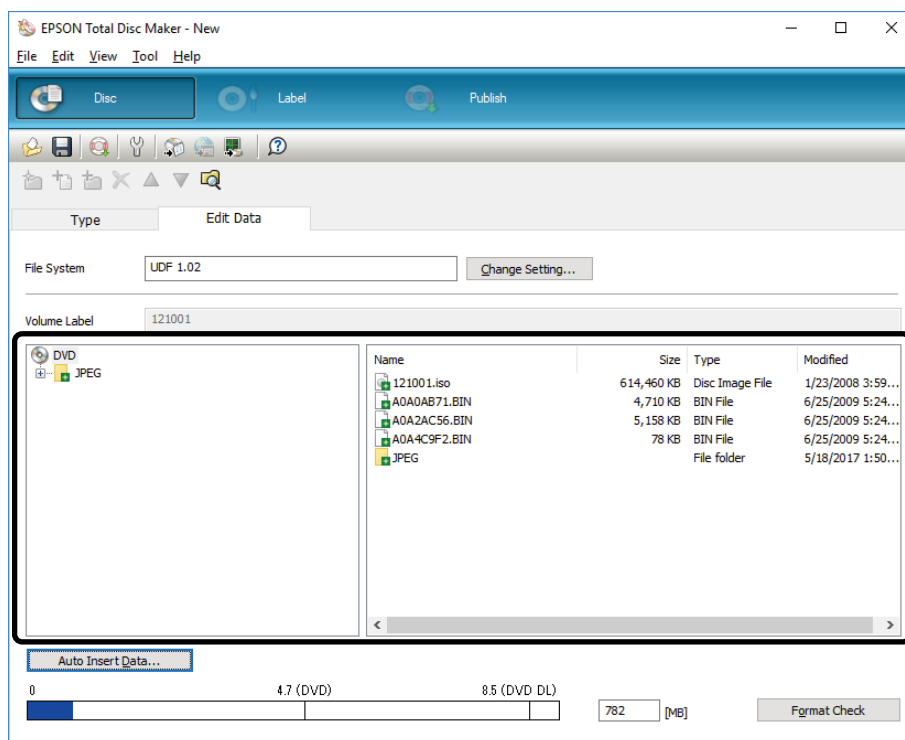 EPSON Total Disc Maker - New
File Edit View Tool Help
Disc Label Publish
Type Edit Data
File System UDF 1.02 Change Setting...
Volume Label 121001
DVD
JPEG
Name Size Type Modified
121001.iso 614,460 KB Disc Image File 1/23/2008 3:59...
A0A0AB71.BIN 4,710 KB BIN File 6/25/2009 5:24...
A0A2AC56.BIN 5,158 KB BIN File 6/25/2009 5:24...
A0A4C9F2.BIN 78 KB BIN File 6/25/2009 5:24...
JPEG File folder 5/18/2017 1:50...
Auto Insert Data...
0 4.7 (DVD) 8.5 (DVD DL)
782 [MB] Format Check